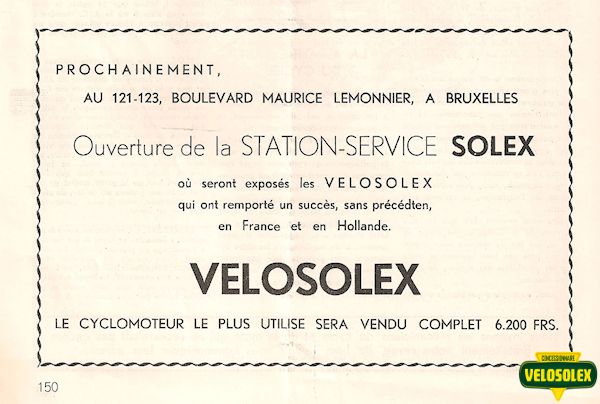 PROCHAINEMENT,
AU 121-123, BOULEVARD MAURICE LEMONNIER, A BRUXELLES
Ouverture de la STATION-SERVICE SOLEX
où seront exposés les VELOSOLEX
qui ont remporté un succès, sans précédten,
en France et en Hollande.
VELOSOLEX
LE CYCLOMOTEUR LE PLUS UTILISE SERA VENDU COMPLET 6.200 FRS.
150
CONCESSIONNAIRE
VELOSOLEX